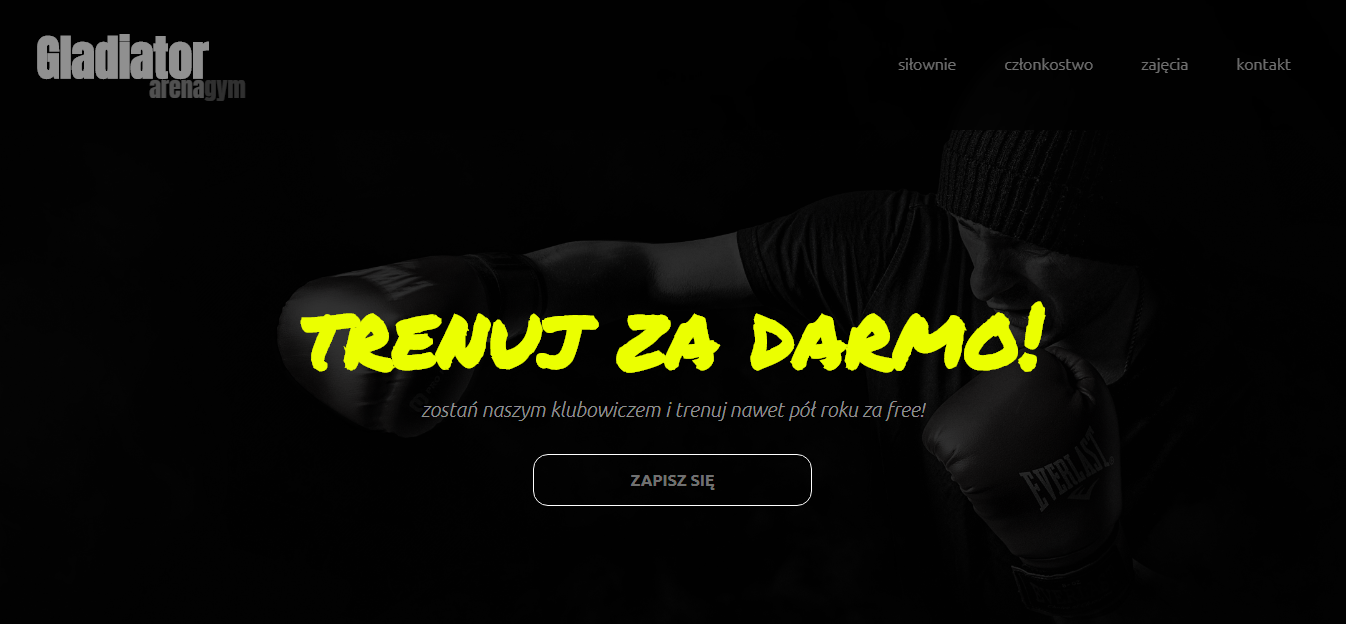 Gladiator
arenagym
siłownie członkostwo zajęcia kontakt
TRENUJ ZA DARMO!
zostań naszym klubowiczem i trenuj nawet pół roku za free!
ZAPISZ SIĘ
EVERLAST